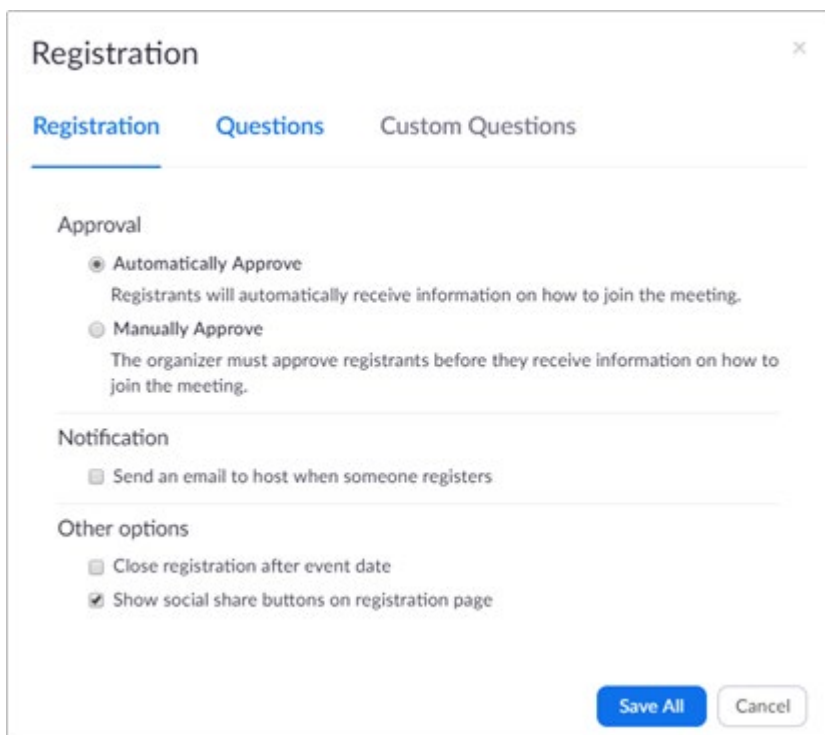 Registration
Registration Questions Custom Questions
Approval
Automatically Approve
Registrants will automatically receive information on how to join the meeting.
Manually Approve
The organizer must approve registrants before they receive information on how to
join the meeting.
Notification
Send an email to host when someone registers
Other options
Close registration after event date
Show social share buttons on registration page
Save All Cancel